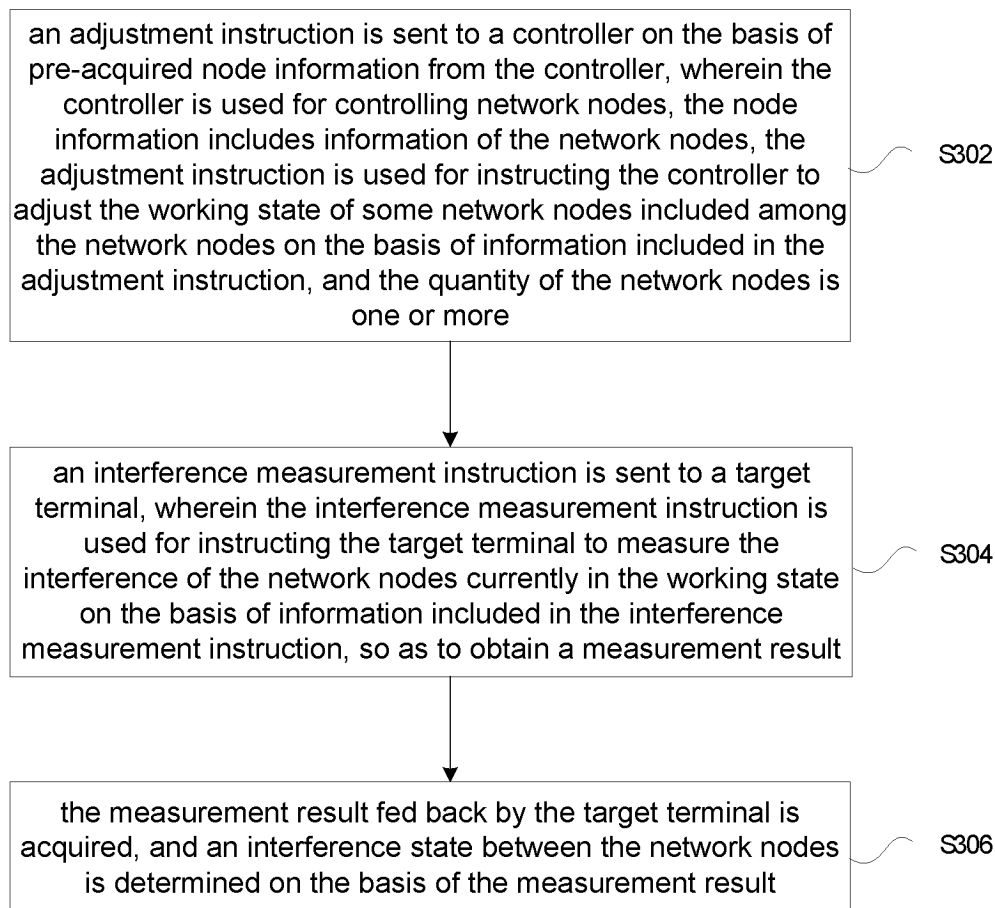 an adjustment instruction is sent to a controller on the basis of
pre-acquired node information from the controller, wherein the
controller is used for controlling network nodes, the node
information includes information of the network nodes, the
adjustment instruction is used for instructing the controller to
adjust the working state of some network nodes included among
the network nodes on the basis of information included in the
adjustment instruction, and the quantity of the network nodes is
one or more
S302
an interference measurement instruction is sent to a target
terminal, wherein the interference measurement instruction is
used for instructing the target terminal to measure the
interference of the network nodes currently in the working state
on the basis of information included in the interference
measurement instruction, so as to obtain a measurement result
S304
the measurement result fed back by the target terminal is
acquired, and an interference state between the network nodes
is determined on the basis of the measurement result
S306